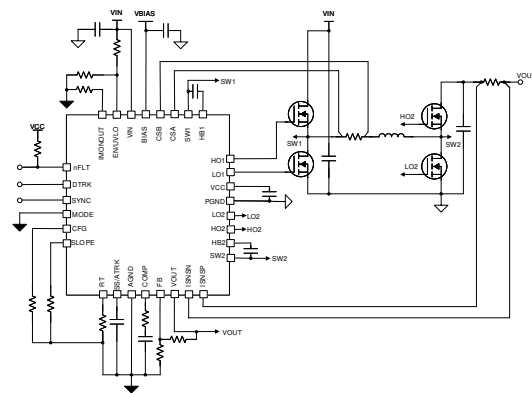 VIN
VBIAS
VIN
VOUT
SW1
HO2
SW1
SW2
LO2
VCC
IMONOUT
EN/UVLO
VIN
BIAS
CSB
CSA
SW1
HB1
nFLT
DTRK
SYNC
MODE
CFG
SLOPE
HO1
LO1
VCC
PGND
LO2
LO2
HO2
HO2
HB2
SW2
SW2
RT
SS/ATRK
AGND
COMP
FB
VOUT
ISNSN
ISNSP
VOUT